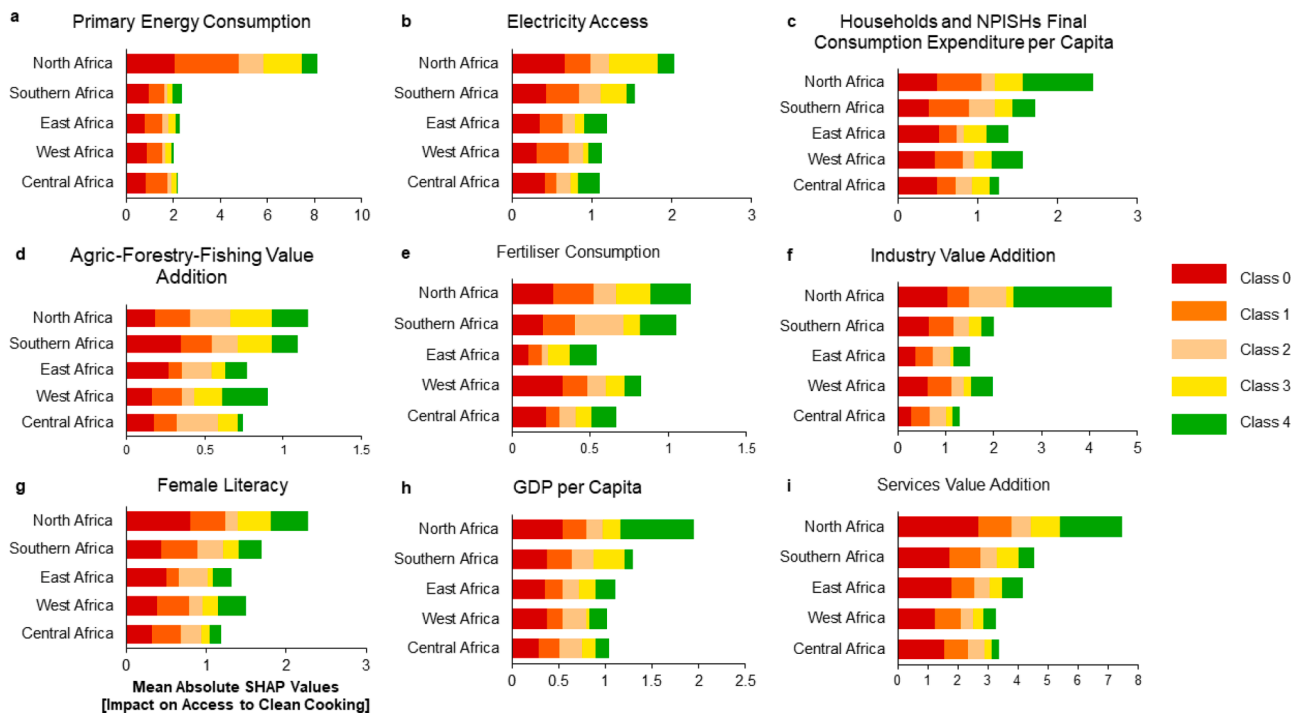 a
Primary Energy Consumption
North Africa
Southern Africa
East Africa
West Africa
Central Africa
0 2 4 6 8 10
b
Electricity Access
North Africa
Southern Africa
East Africa
West Africa
Central Africa
0 1 2 3
c
Households and NPISHs Final
Consumption Expenditure per Capita
North Africa
Southern Africa
East Africa
West Africa
Central Africa
0 1 2 3
d
Agric-Forestry-Fishing Value
Addition
North Africa
Southern Africa
East Africa
West Africa
Central Africa
0 0.5 1 1.5
e
Fertiliser Consumption
North Africa
Southern Africa
East Africa
West Africa
Central Africa
0 0.5 1 1.5
f
Industry Value Addition
North Africa
Southern Africa
East Africa
West Africa
Central Africa
0 1 2 3 4 5
Class 0
Class 1
Class 2
Class 3
Class 4
g
Female Literacy
North Africa
Southern Africa
East Africa
West Africa
Central Africa
0 1 2 3
Mean Absolute SHAP Values
[Impact on Access to Clean Cooking]
h
GDP per Capita
North Africa
Southern Africa
East Africa
West Africa
Central Africa
0 0.5 1 1.5 2 2.5
i
Services Value Addition
North Africa
Southern Africa
East Africa
West Africa
Central Africa
0 1 2 3 4 5 6 7 8